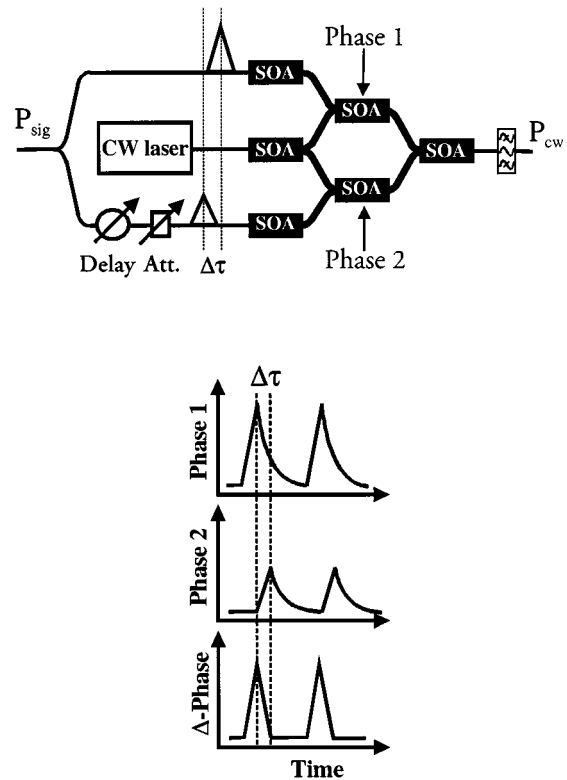 Phase 1
SOA
P_sig
CW laser
SOA
SOA
SOA
P_cw
SOA
SOA
Delay Att. Δτ
Phase 2
Δτ
Phase 1
Phase 2
Δ-Phase
Time